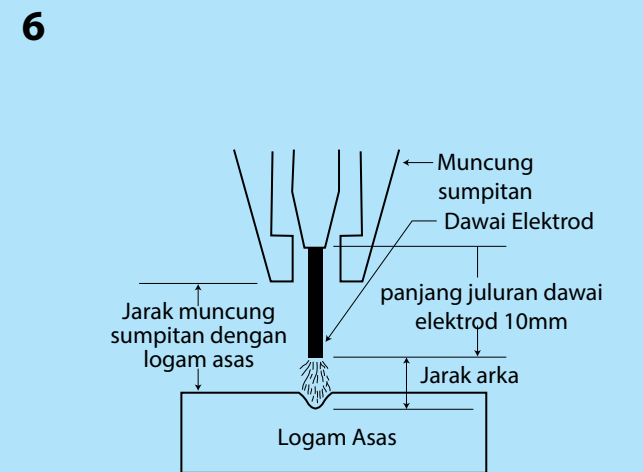 6
Muncung
sumpitan
Dawai Elektrod
panjang juluran dawai
elektrod 10mm
Jarak muncung
sumpitan dengan
logam asas
Jarak arka
Logam Asas